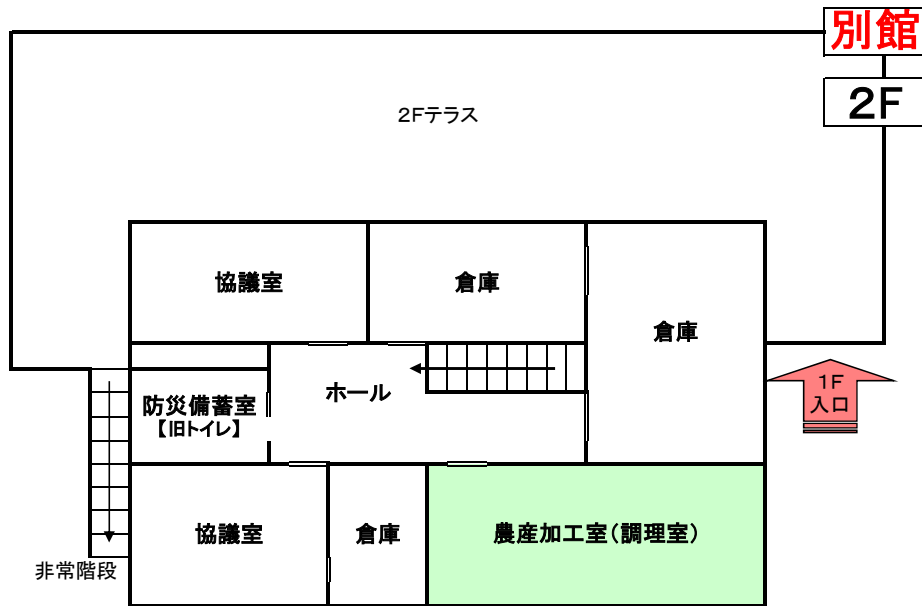 別館
２F
２Fテラス
協議室
倉庫
倉庫
1F
入口
ホール
防災備蓄室
【旧トイレ】
協議室
倉庫
農産加工室（調理室）
非常階段